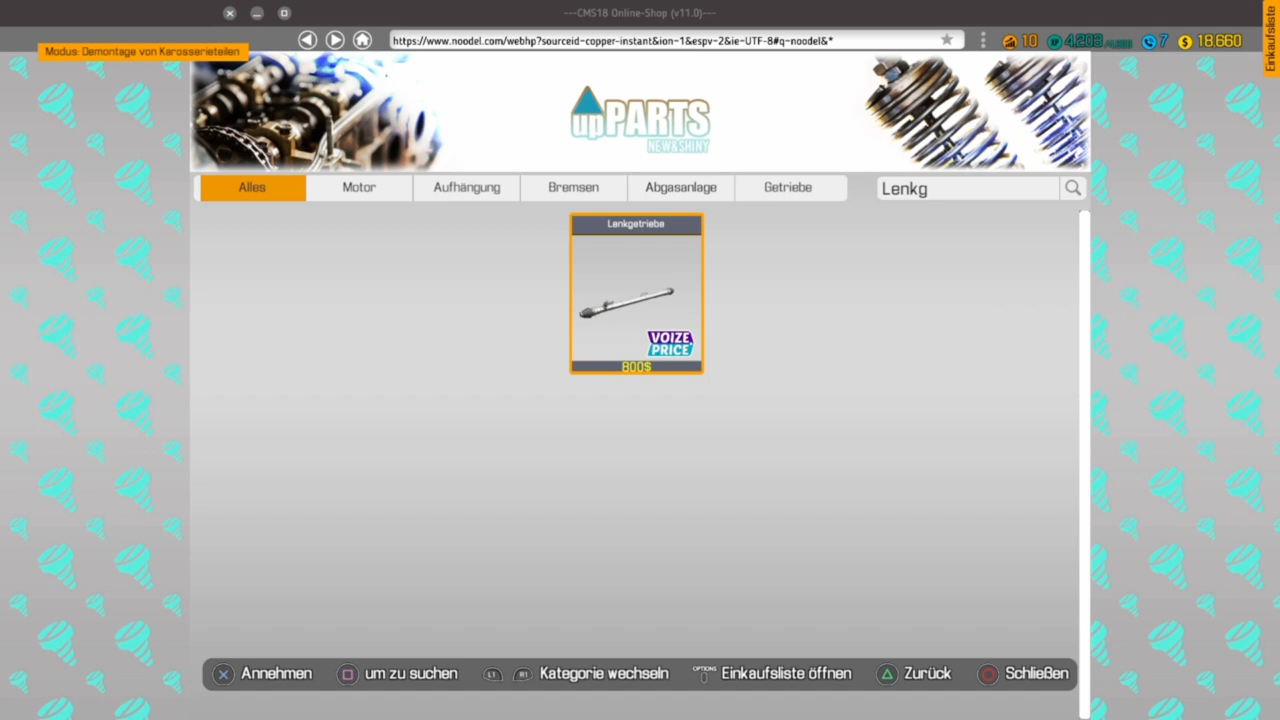 ---CMS18 Online-Shop (v11.0)---
Einkaufsliste
Modus: Demontage von Karosserieteilen
https://www.noodel.com/webhp?sourceid-copper-instant&ion-1&espv-2&ie-UTF-8#q-noodel&*
10
XP 4,203
7
$ 18,660
upPARTS
NEW&SHINY
Alles
Motor
Aufhängung
Bremsen
Abgasanlage
Getriebe
Lenkg
Lenkgetriebe
VOIZE
PRICE
800$
Annehmen
um zu suchen
L1 R1 Kategorie wechseln
OPTIONS Einkaufsliste öffnen
Zurück
Schließen